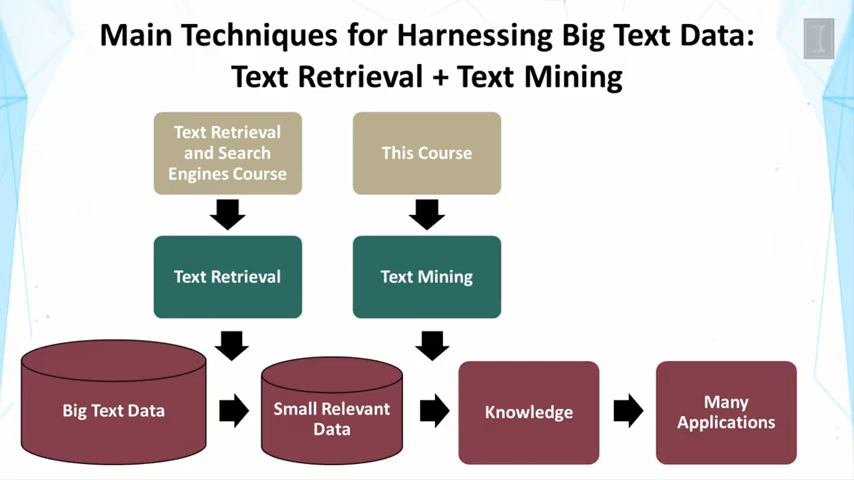 Main Techniques for Harnessing Big Text Data:
Text Retrieval + Text Mining
Text Retrieval
and Search
Engines Course
This Course
Text Retrieval
Text Mining
Big Text Data
Small Relevant
Data
Knowledge
Many
Applications